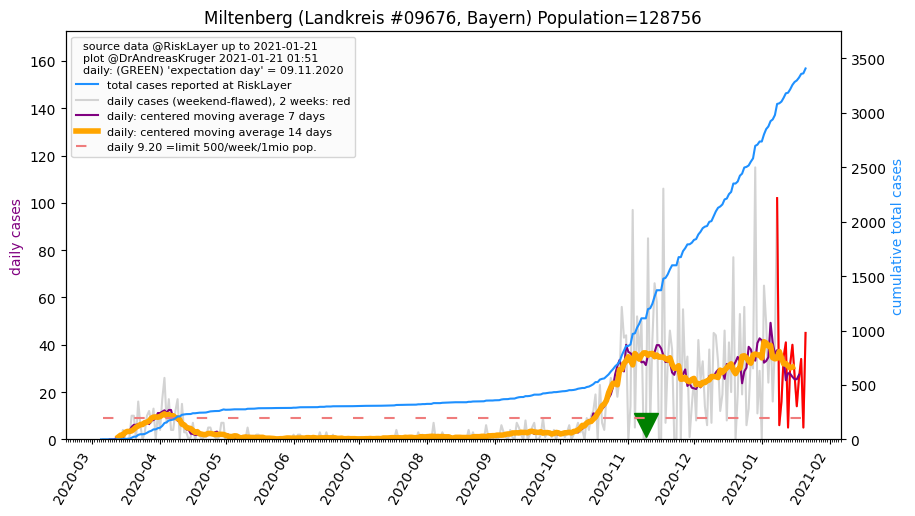 Miltenberg (Landkreis #09676, Bayern) Population=128756
source data @RiskLayer up to 2021-01-21
plot @DrAndreasKruger 2021-01-21 01:51
daily: (GREEN) 'expectation day' = 09.11.2020
total cases reported at RiskLayer
daily cases (weekend-flawed), 2 weeks: red
daily: centered moving average 7 days
daily: centered moving average 14 days
daily 9.20 =limit 500/week/1mio pop.
daily cases
160
140
120
100
80
60
40
20
0
cumulative total cases
3500
3000
2500
2000
1500
1000
500
0
2020-03
2020-04
2020-05
2020-06
2020-07
2020-08
2020-09
2020-10
2020-11
2020-12
2021-01
2021-02